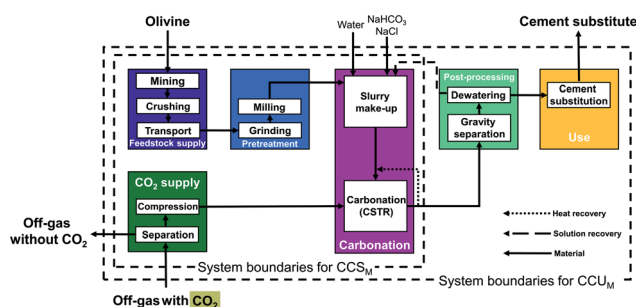 Olivine
Water
NaHCO₃
NaCl
Cement substitute
Mining
Crushing
Transport
Feedstock supply
Milling
Grinding
Pretreatment
Slurry
make-up
Carbonation
(CSTR)
Carbonation
Post-processing
Dewatering
Gravity
separation
Cement
substitution
Use
CO₂ supply
Compression
Separation
Off-gas
without CO₂
Off-gas with CO₂
Heat recovery
Solution recovery
Material
System boundaries for CCS_M
System boundaries for CCU_M